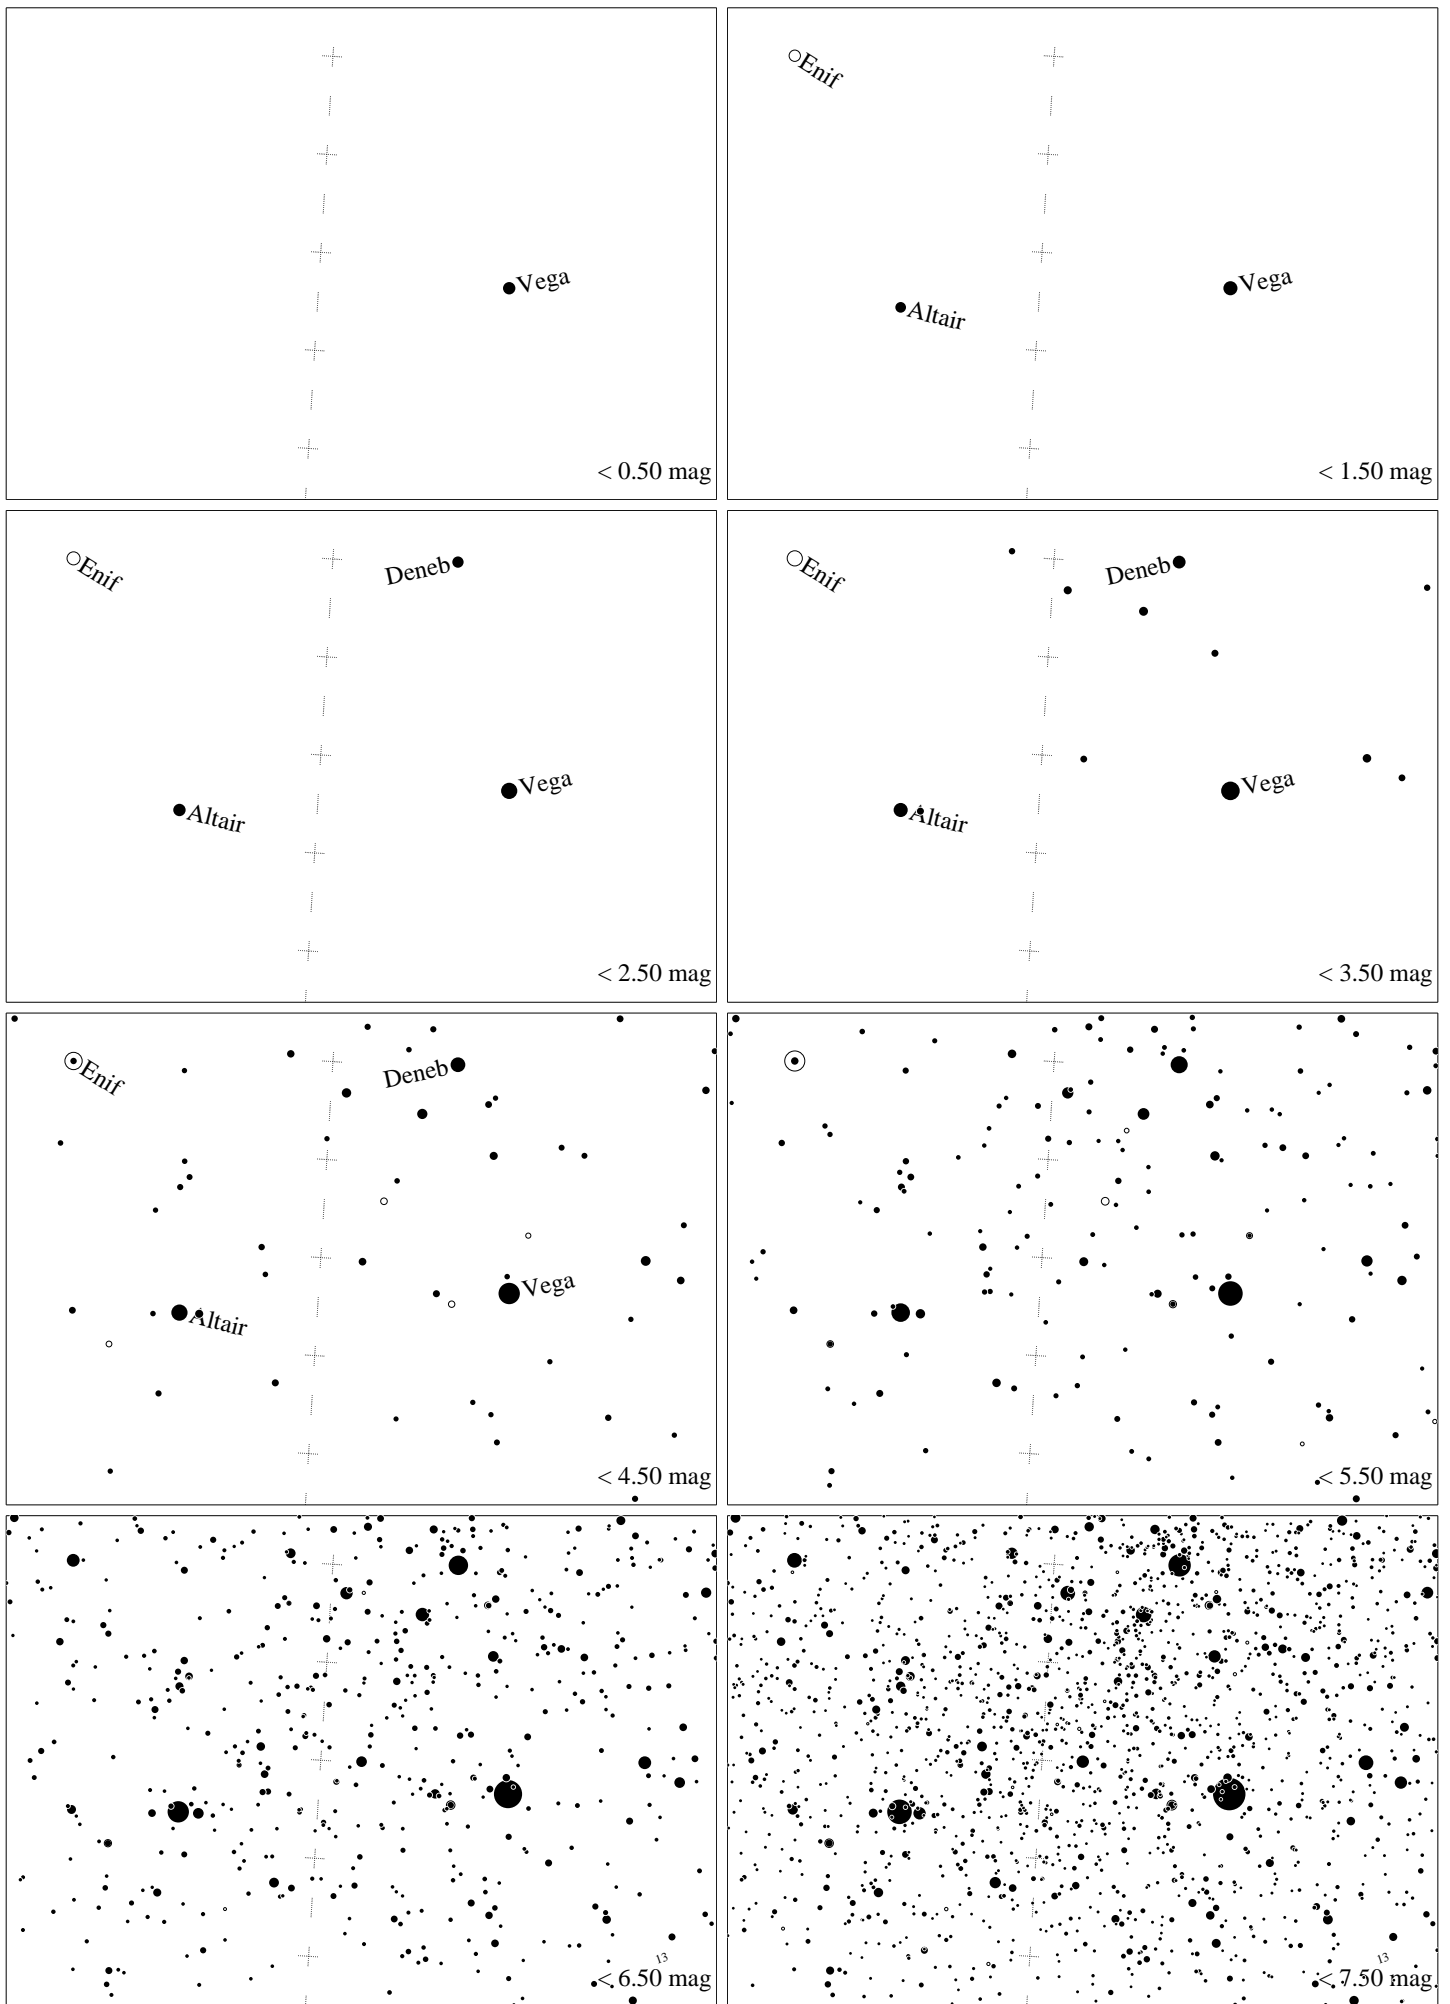 Vega
< 0.50 mag
Enif
Altair
Vega
< 1.50 mag
Enif
Deneb
Altair
Vega
< 2.50 mag
Enif
Deneb
Altair
Vega
< 3.50 mag
Enif
Deneb
Altair
Vega
< 4.50 mag
< 5.50 mag
13
< 6.50 mag
13
< 7.50 mag